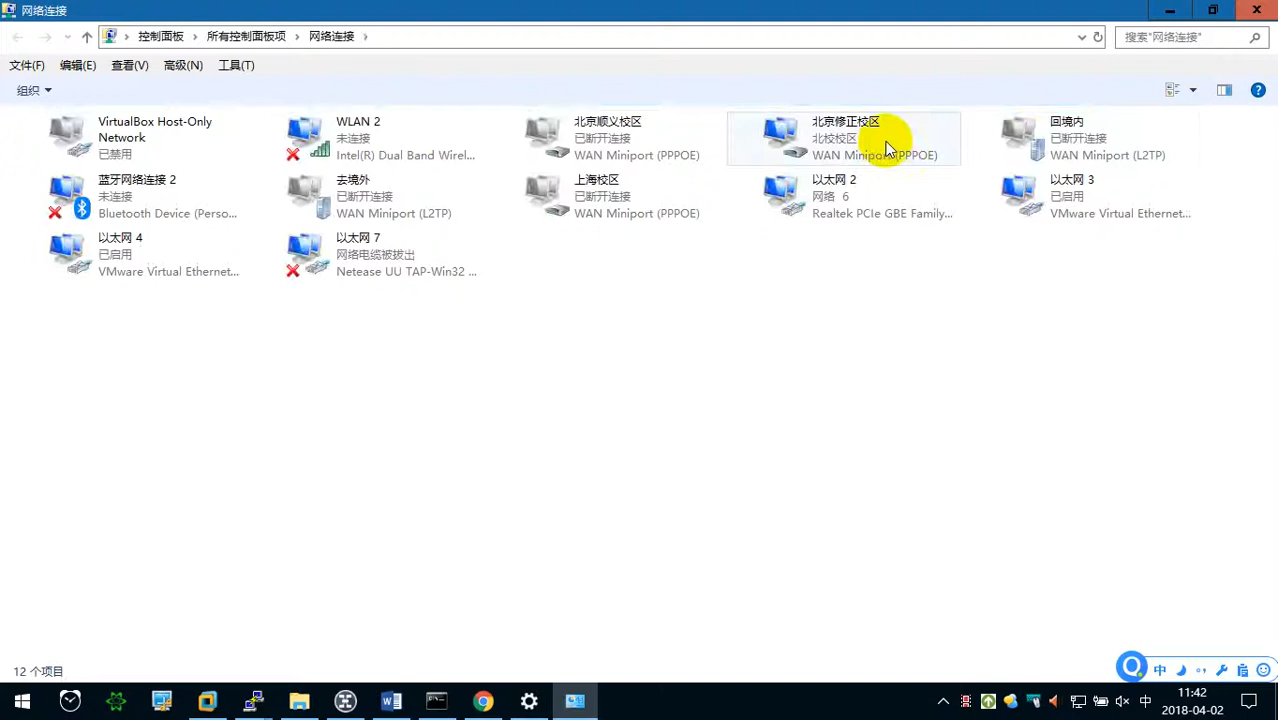 网络连接
控制面板
所有控制面板项
网络连接
搜索"网络连接"
文件(F)
编辑(E)
查看(V)
高级(N)
工具(T)
组织
VirtualBox Host-Only
Network
已禁用
WLAN 2
未连接
Intel(R) Dual Band Wirel...
北京顺义校区
已断开连接
WAN Miniport (PPPOE)
北京修正校区
北校校区
WAN Miniport (PPPOE)
回境内
已断开连接
WAN Miniport (L2TP)
蓝牙网络连接 2
未连接
Bluetooth Device (Perso...
去境外
已断开连接
WAN Miniport (L2TP)
上海校区
已断开连接
WAN Miniport (PPPOE)
以太网 2
网络 6
Realtek PCIe GBE Family...
以太网 3
已启用
VMware Virtual Ethernet...
以太网 4
已启用
VMware Virtual Ethernet...
以太网 7
网络电缆被拔出
Netease UU TAP-Win32 ...
12 个项目
中
中
11:42
2018-04-02